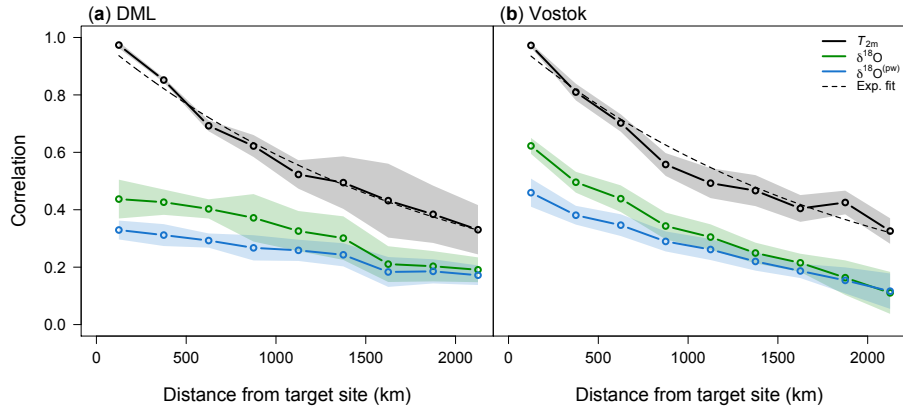 (a) DML
(b) Vostok
1.0
0.8
0.6
0.4
0.2
0.0
Correlation
T2m
δ18O
δ18O(pw)
Exp. fit
0 500 1000 1500 2000
0 500 1000 1500 2000
Distance from target site (km)
Distance from target site (km)